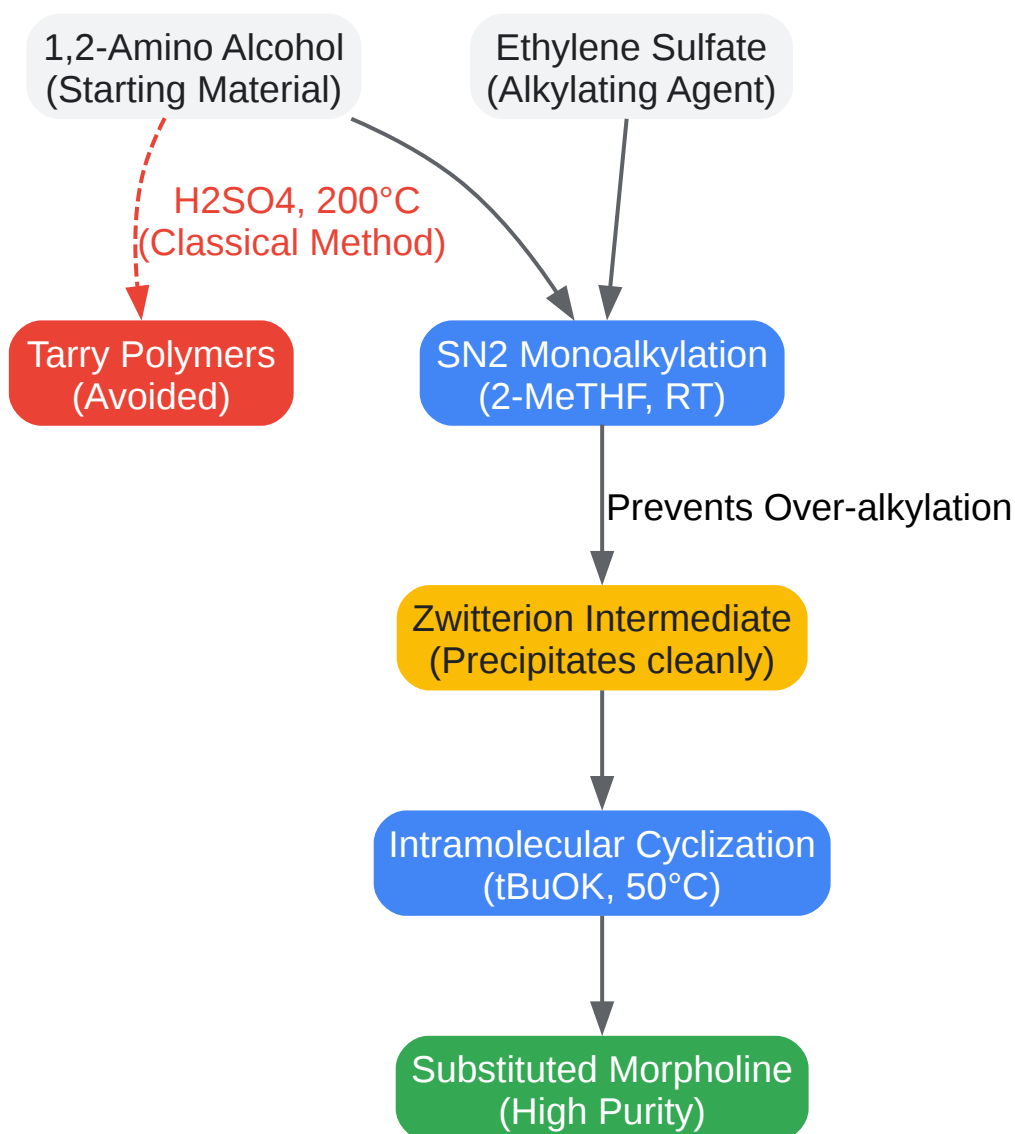 1,2-Amino Alcohol
(Starting Material)
Ethylene Sulfate
(Alkylating Agent)
H2SO4, 200°C
(Classical Method)
Tarry Polymers
(Avoided)
SN2 Monoalkylation
(2-MeTHF, RT)
Prevents Over-alkylation
Zwitterion Intermediate
(Precipitates cleanly)
Intramolecular Cyclization
(tBuOK, 50°C)
Substituted Morpholine
(High Purity)